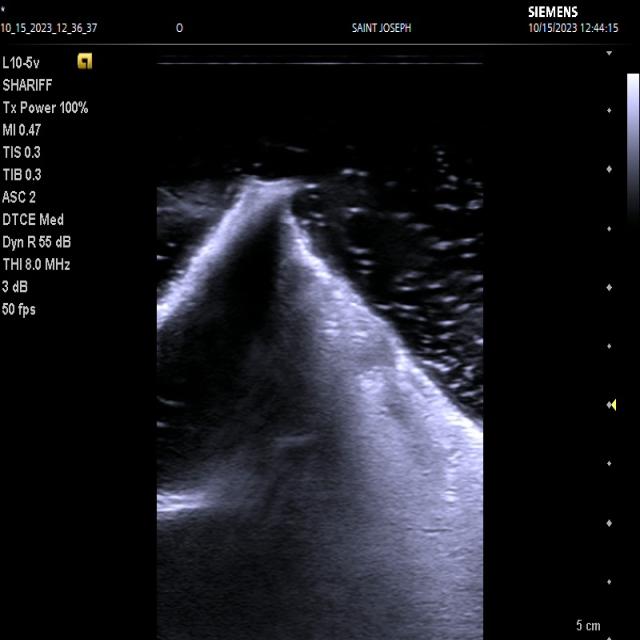 *
SIEMENS
10_15_2023_12_36_37 O SAINT JOSEPH 10/15/2023 12:44:15
L10-5v
SHARIFF
Tx Power 100%
MI 0.47
TIS 0.3
TIB 0.3
ASC 2
DTCE Med
Dyn R 55 dB
THI 8.0 MHz
3 dB
50 fps
5 cm